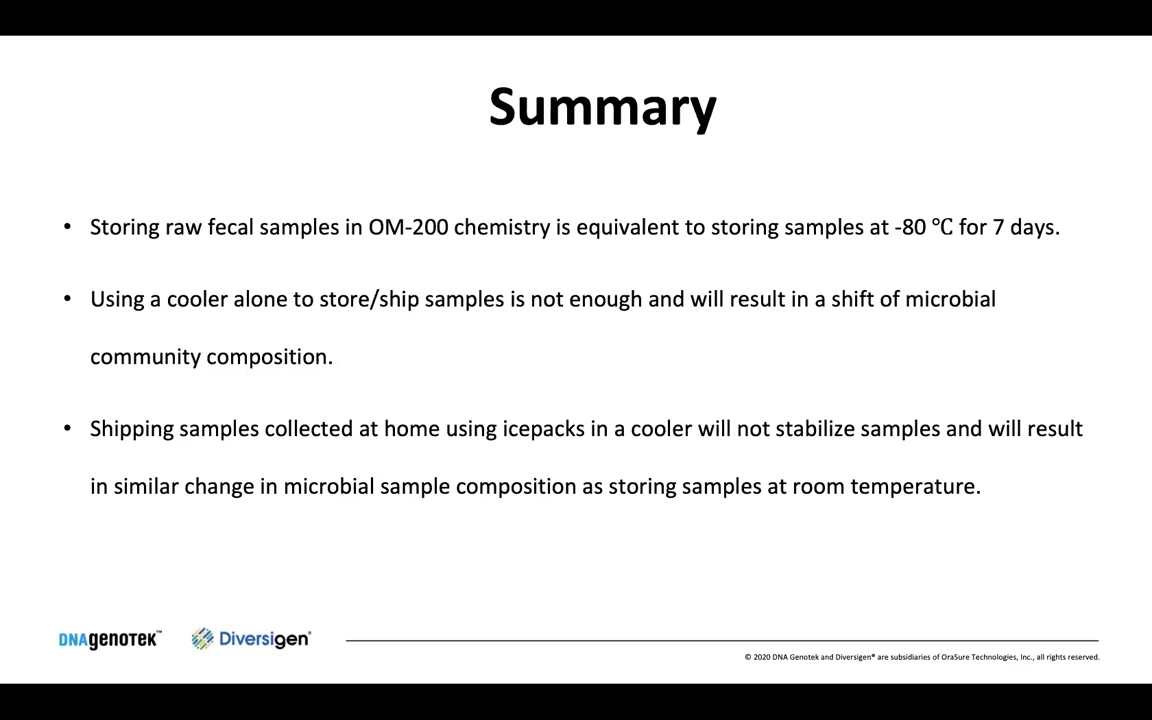 Summary
• Storing raw fecal samples in OM-200 chemistry is equivalent to storing samples at -80 ℃ for 7 days.
• Using a cooler alone to store/ship samples is not enough and will result in a shift of microbial
community composition.
• Shipping samples collected at home using icepacks in a cooler will not stabilize samples and will result
in similar change in microbial sample composition as storing samples at room temperature.
DNAgenotek™ Diversigen®
© 2020 DNA Genotek and Diversigen® are subsidiaries of OraSure Technologies, Inc., all rights reserved.